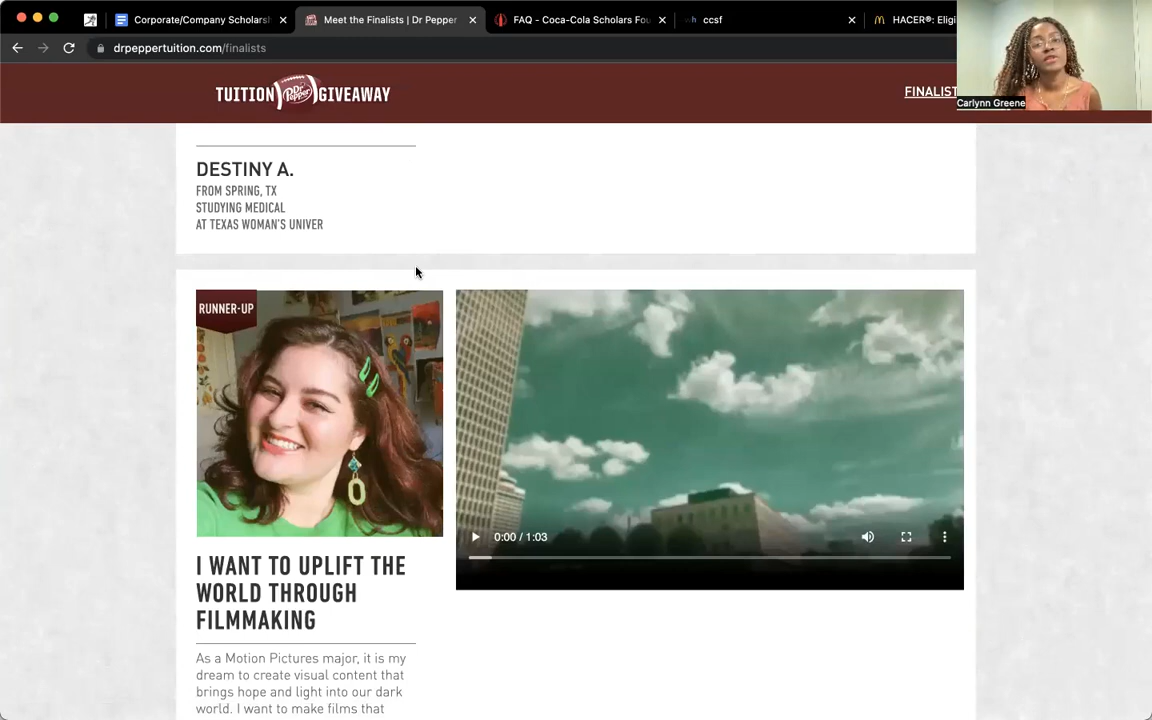 Corporate/Company Scholarsh
Meet the Finalists | Dr Pepper
FAQ - Coca-Cola Scholars Fou
wh ccsf
HACER®: Eligi
drpeppertuition.com/finalists
TUITION Dr Pepper GIVEAWAY
FINALIST
Carlynn Greene
DESTINY A.
FROM SPRING, TX
STUDYING MEDICAL
AT TEXAS WOMAN'S UNIVER
RUNNER-UP
0:00 / 1:03
I WANT TO UPLIFT THE
WORLD THROUGH
FILMMAKING
As a Motion Pictures major, it is my
dream to create visual content that
brings hope and light into our dark
world. I want to make films that